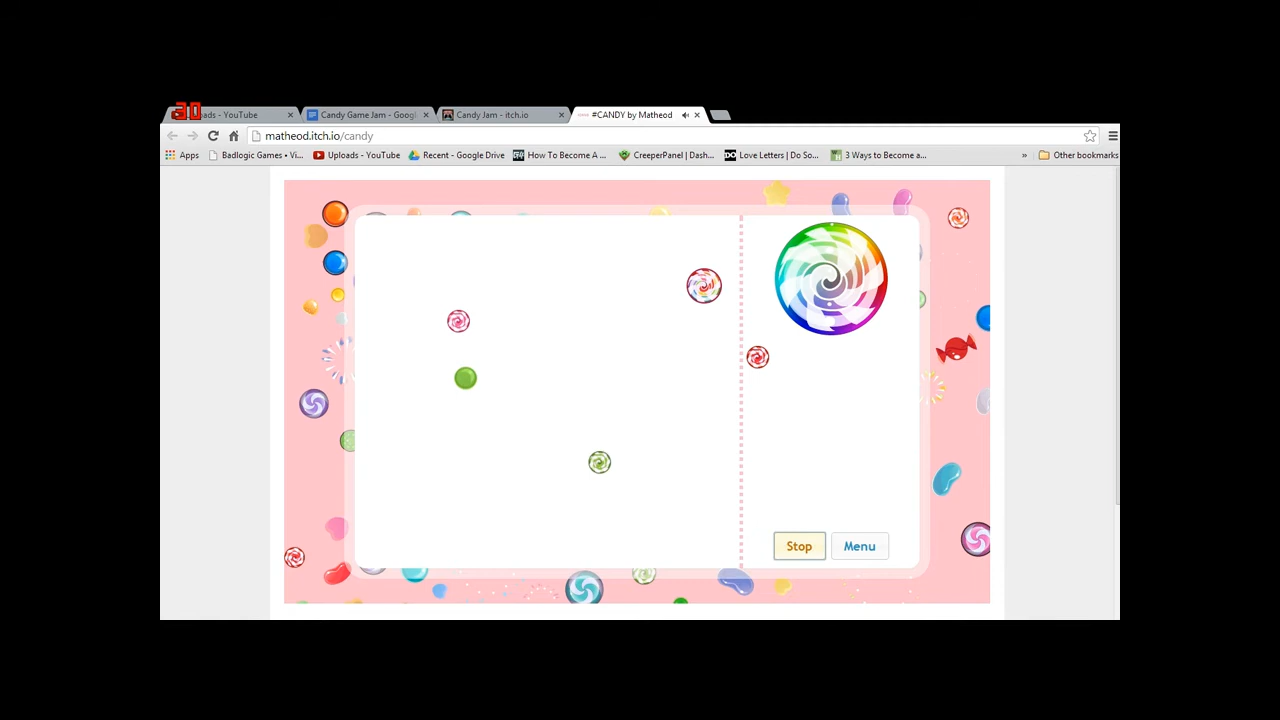 30
ads - YouTube
Candy Game Jam - Googl
Candy Jam - itch.io
#CANDY by Matheod
matheod.itch.io/candy
Apps
Badlogic Games • Vi...
Uploads - YouTube
Recent - Google Drive
How To Become A ...
CreeperPanel | Dash...
DO
Love Letters | Do So...
3 Ways to Become a...
»
Other bookmarks
Stop
Menu